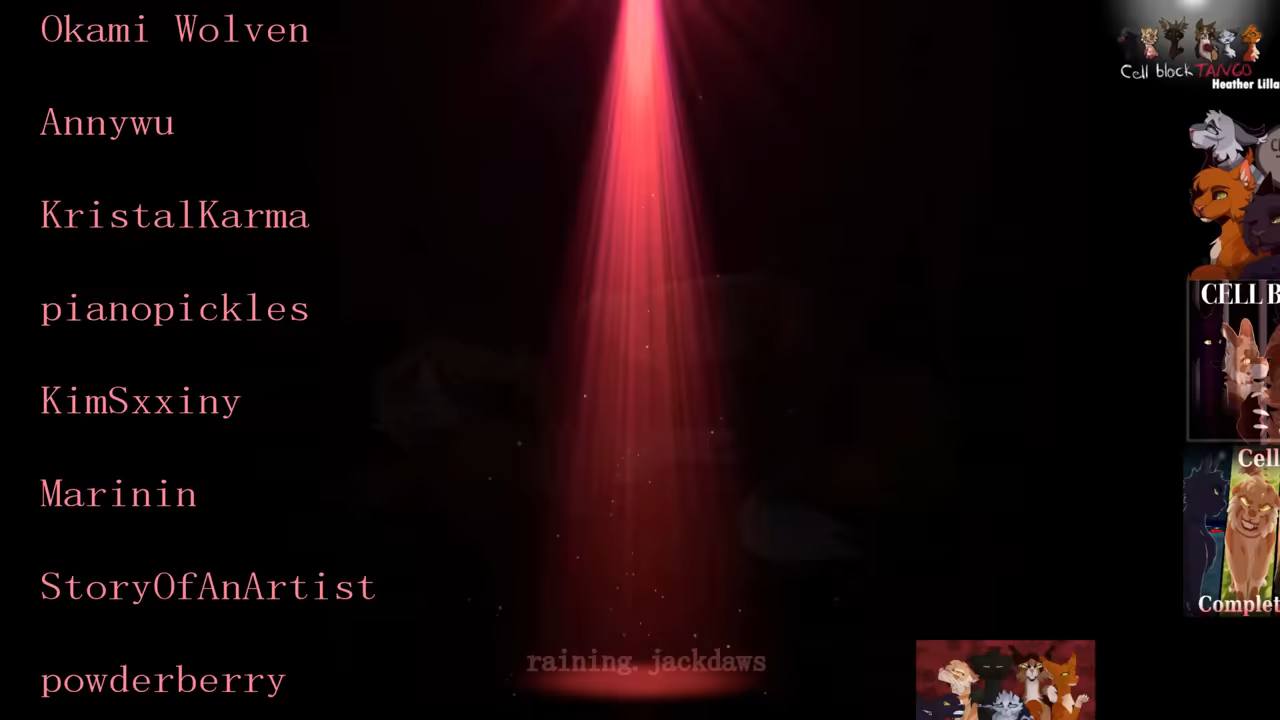 Okami Wolven
Annywu
KristalKarma
pianopickles
KimSxxiny
Marinin
StoryOfAnArtist
powderberry
raining. jackdaws
Cell block TANGO
Heather Lilla
CELL B
Cell
Complet